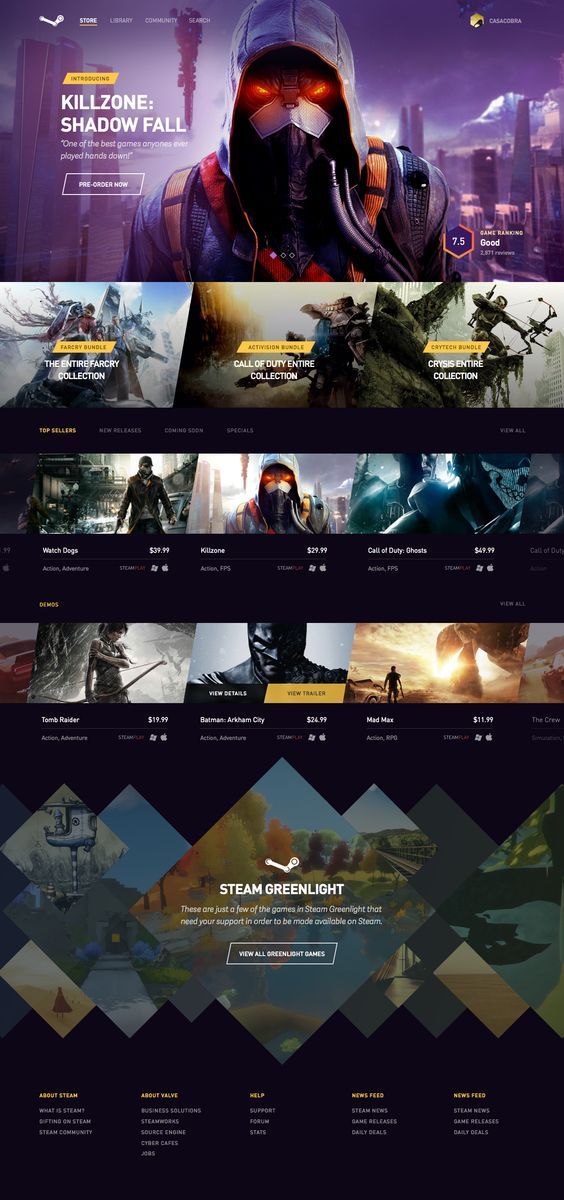 STORE LIBRARY COMMUNITY SEARCH CASACOBRA
INTRODUCING
KILLZONE:
SHADOW FALL
"One of the best games anyones ever
played hands down!"
PRE-ORDER NOW
7.5
GAME RANKING
Good
2,871 reviews
FARCRY BUNDLE
THE ENTIRE FARCRY
COLLECTION
ACTIVISION BUNDLE
CALL OF DUTY ENTIRE
COLLECTION
CRYTECH BUNDLE
CRYSIS ENTIRE
COLLECTION
TOP SELLERS NEW RELEASES COMING SOON SPECIALS VIEW ALL
.99
Watch Dogs $39.99
Action, Adventure STEAMPLAY
Killzone $29.99
Action, FPS STEAMPLAY
Call of Duty: Ghosts $49.99
Action, FPS STEAMPLAY
Call of Duty
Action
DEMOS VIEW ALL
VIEW DETAILS VIEW TRAILER
Tomb Raider $19.99
Action, Adventure STEAMPLAY
Batman: Arkham City $24.99
Action, Adventure STEAMPLAY
Mad Max $11.99
Action, RPG STEAMPLAY
The Crew
Simulation,
STEAM GREENLIGHT
These are just a few of the games in Steam Greenlight that
need your support in order to be made available on Steam.
VIEW ALL GREENLIGHT GAMES
ABOUT STEAM
WHAT IS STEAM?
GIFTING ON STEAM
STEAM COMMUNITY
ABOUT VALVE
BUSINESS SOLUTIONS
STEAMWORKS
SOURCE ENGINE
CYBER CAFES
JOBS
HELP
SUPPORT
FORUM
STATS
NEWS FEED
STEAM NEWS
GAME RELEASES
DAILY DEALS
NEWS FEED
STEAM NEWS
GAME RELEASES
DAILY DEALS